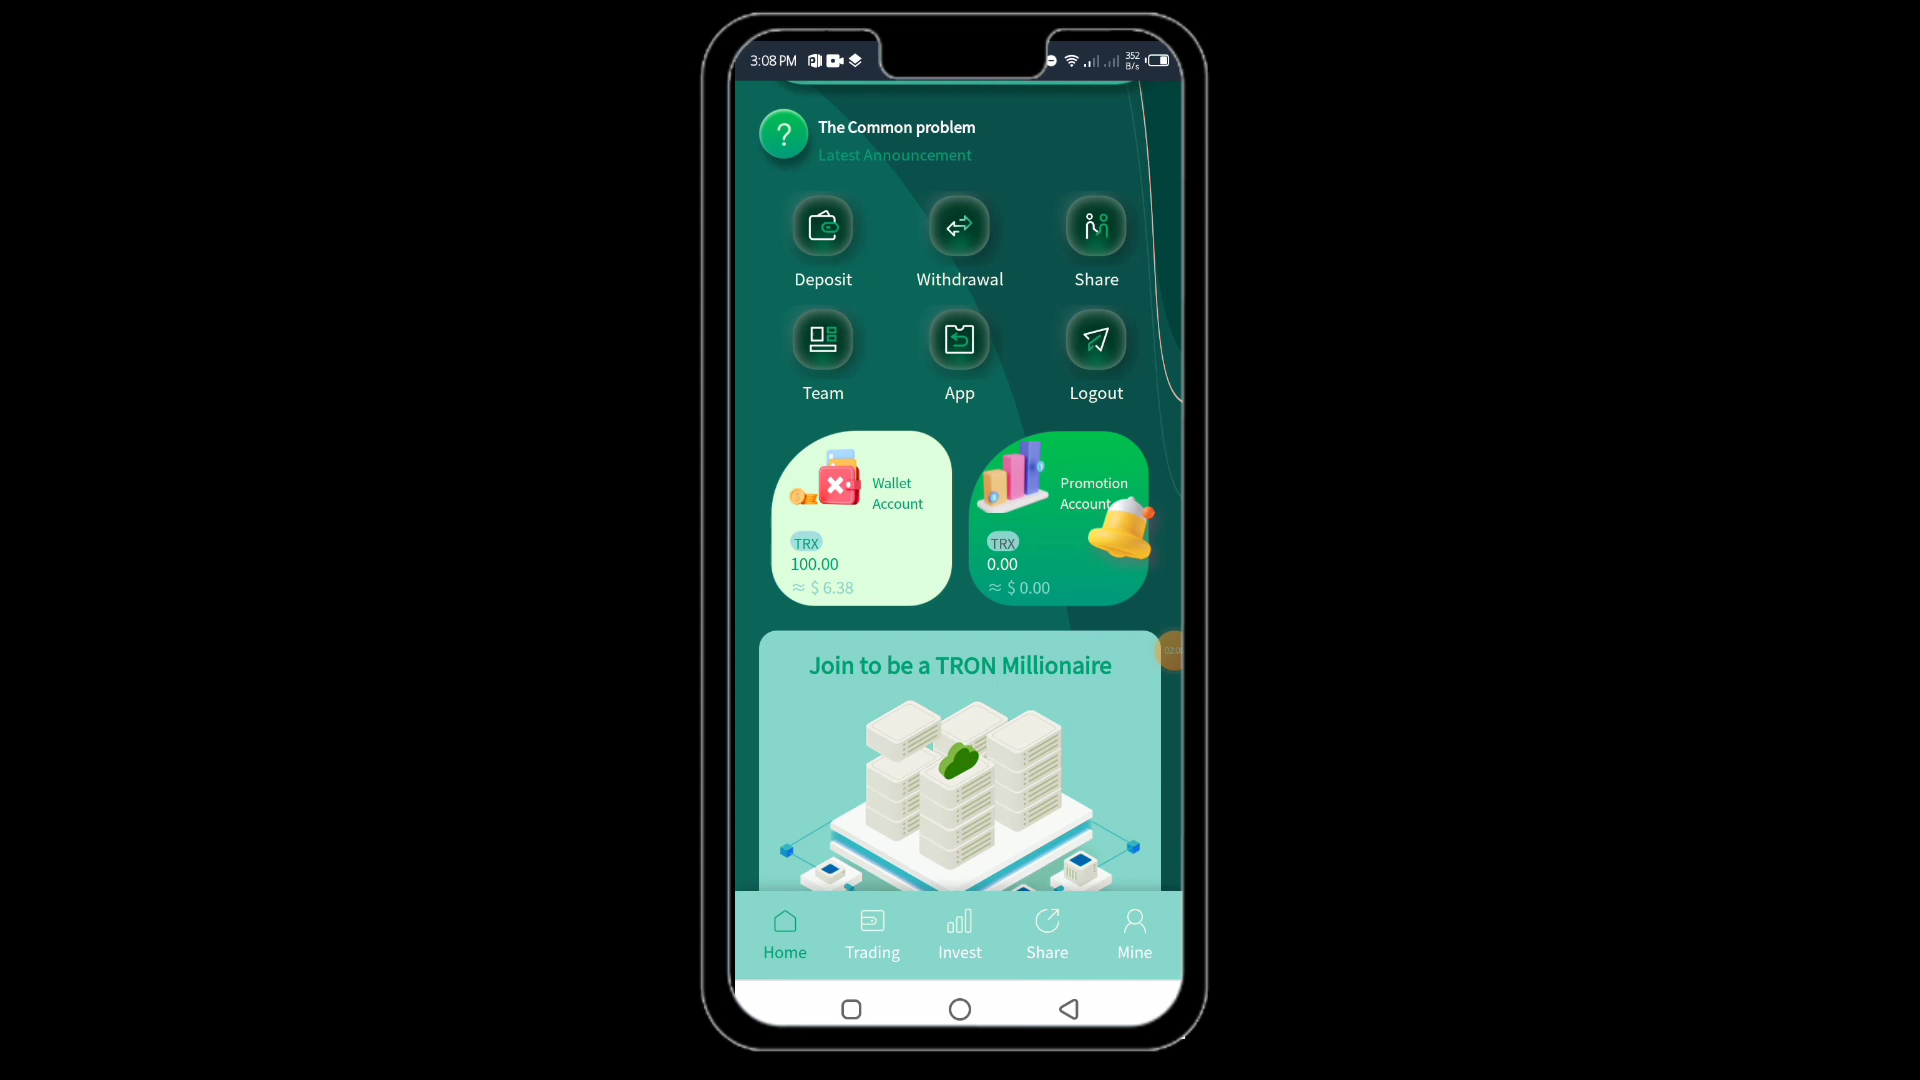 3:08 PM
352
B/s
The Common problem
Latest Announcement
Deposit
Withdrawal
Share
Team
App
Logout
Wallet
Account
TRX
100.00
≈ $ 6.38
Promotion
Account
TRX
0.00
≈ $ 0.00
Join to be a TRON Millionaire
Home
Trading
Invest
Share
Mine